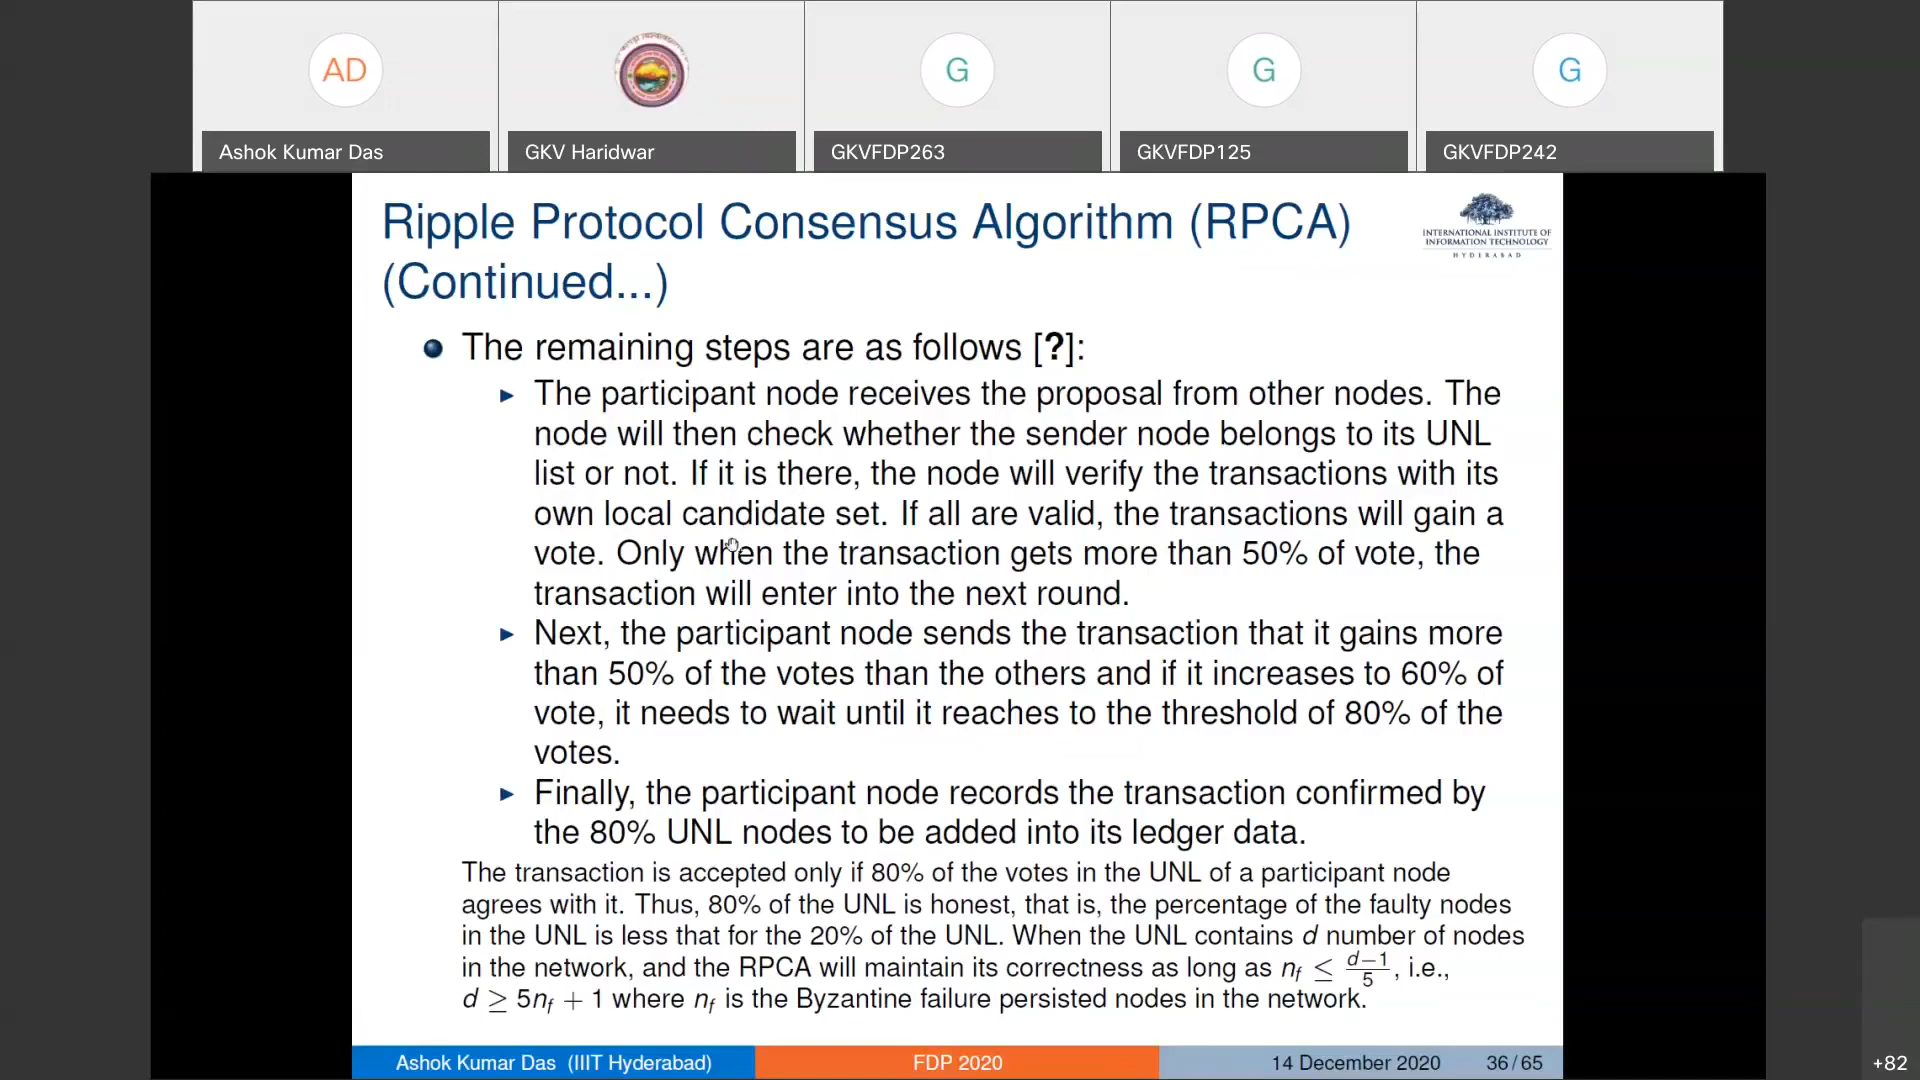 AD
G
G
G
Ashok Kumar Das
GKV Haridwar
GKVFDP263
GKVFDP125
GKVFDP242
Ripple Protocol Consensus Algorithm (RPCA)
(Continued...)
INTERNATIONAL INSTITUTE OF
INFORMATION TECHNOLOGY
HYDERABAD
The remaining steps are as follows [?]:
The participant node receives the proposal from other nodes. The
node will then check whether the sender node belongs to its UNL
list or not. If it is there, the node will verify the transactions with its
own local candidate set. If all are valid, the transactions will gain a
vote. Only when the transaction gets more than 50% of vote, the
transaction will enter into the next round.
Next, the participant node sends the transaction that it gains more
than 50% of the votes than the others and if it increases to 60% of
vote, it needs to wait until it reaches to the threshold of 80% of the
votes.
Finally, the participant node records the transaction confirmed by
the 80% UNL nodes to be added into its ledger data.
The transaction is accepted only if 80% of the votes in the UNL of a participant node
agrees with it. Thus, 80% of the UNL is honest, that is, the percentage of the faulty nodes
in the UNL is less that for the 20% of the UNL. When the UNL contains d number of nodes
in the network, and the RPCA will maintain its correctness as long as n_f ≤ (d−1)/5, i.e.,
d ≥ 5n_f + 1 where n_f is the Byzantine failure persisted nodes in the network.
Ashok Kumar Das (IIIT Hyderabad)
FDP 2020
14 December 2020
36 / 65
+82